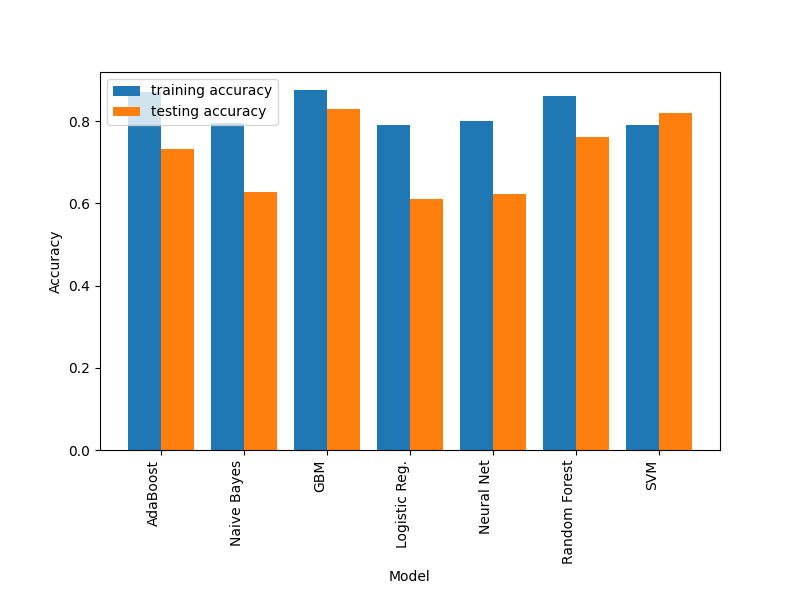 training accuracy
testing accuracy
0.8
0.6
0.4
0.2
0.0
Accuracy
AdaBoost
Naive Bayes
GBM
Logistic Reg.
Neural Net
Random Forest
SVM
Model